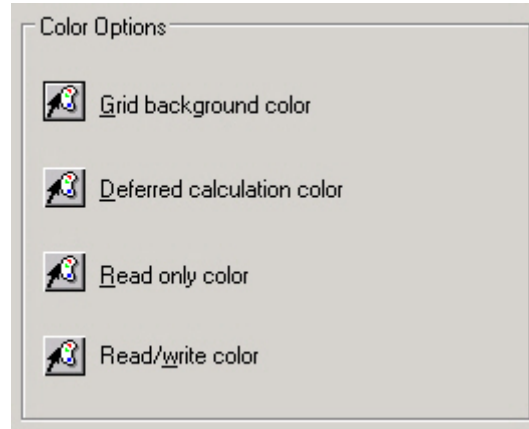 Color Options
Grid background color
Deferred calculation color
Read only color
Read/write color